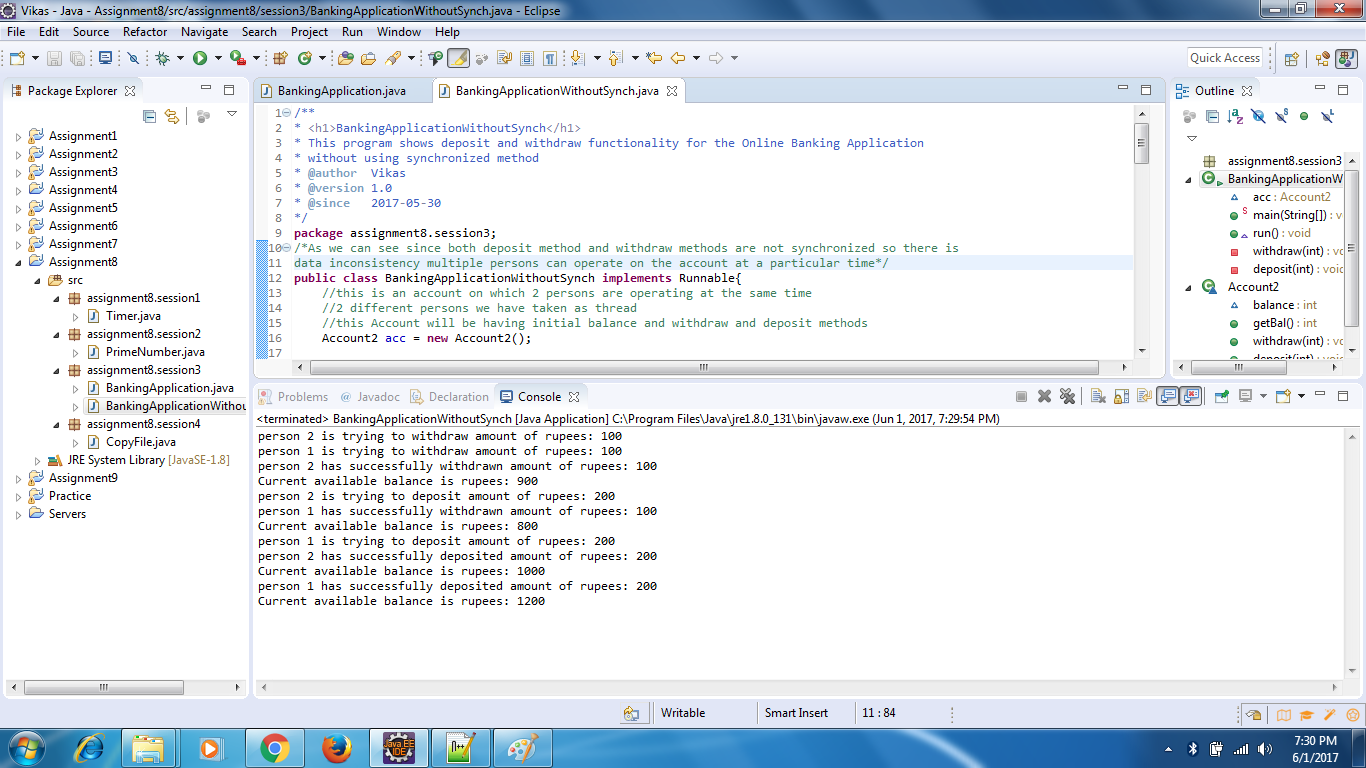 Vikas - Java - Assignment8/src/assignment8/session3/BankingApplicationWithoutSynch.java - Eclipse
File Edit Source Refactor Navigate Search Project Run Window Help
Quick Access
Package Explorer
Assignment1
Assignment2
Assignment3
Assignment4
Assignment5
Assignment6
Assignment7
Assignment8
src
assignment8.session1
Timer.java
assignment8.session2
PrimeNumber.java
assignment8.session3
BankingApplication.java
BankingApplicationWithou
assignment8.session4
CopyFile.java
JRE System Library [JavaSE-1.8]
Assignment9
Practice
Servers
BankingApplication.java BankingApplicationWithoutSynch.java
1 /**
2 * <h1>BankingApplicationWithoutSynch</h1>
3 * This program shows deposit and withdraw functionality for the Online Banking Application
4 * without using synchronized method
5 * @author Vikas
6 * @version 1.0
7 * @since 2017-05-30
8 */
9 package assignment8.session3;
10 /*As we can see since both deposit method and withdraw methods are not synchronized so there is
11 data inconsistency multiple persons can operate on the account at a particular time*/
12 public class BankingApplicationWithoutSynch implements Runnable{
13 //this is an account on which 2 persons are operating at the same time
14 //2 different persons we have taken as thread
15 //this Account will be having initial balance and withdraw and deposit methods
16 Account2 acc = new Account2();
17
Outline
assignment8.session3
BankingApplicationW
acc : Account2
main(String[]) : v
run() : void
withdraw(int) : vo
deposit(int) : voic
Account2
balance : int
getBal() : int
withdraw(int) : vc
deposit(int) : voic
Problems @ Javadoc Declaration Console
<terminated> BankingApplicationWithoutSynch [Java Application] C:\Program Files\Java\jre1.8.0_131\bin\javaw.exe (Jun 1, 2017, 7:29:54 PM)
person 2 is trying to withdraw amount of rupees: 100
person 1 is trying to withdraw amount of rupees: 100
person 2 has successfully withdrawn amount of rupees: 100
Current available balance is rupees: 900
person 2 is trying to deposit amount of rupees: 200
person 1 has successfully withdrawn amount of rupees: 100
Current available balance is rupees: 800
person 1 is trying to deposit amount of rupees: 200
person 2 has successfully deposited amount of rupees: 200
Current available balance is rupees: 1000
person 1 has successfully deposited amount of rupees: 200
Current available balance is rupees: 1200
Writable Smart Insert 11 : 84
Java EE
IDE
7:30 PM
6/1/2017